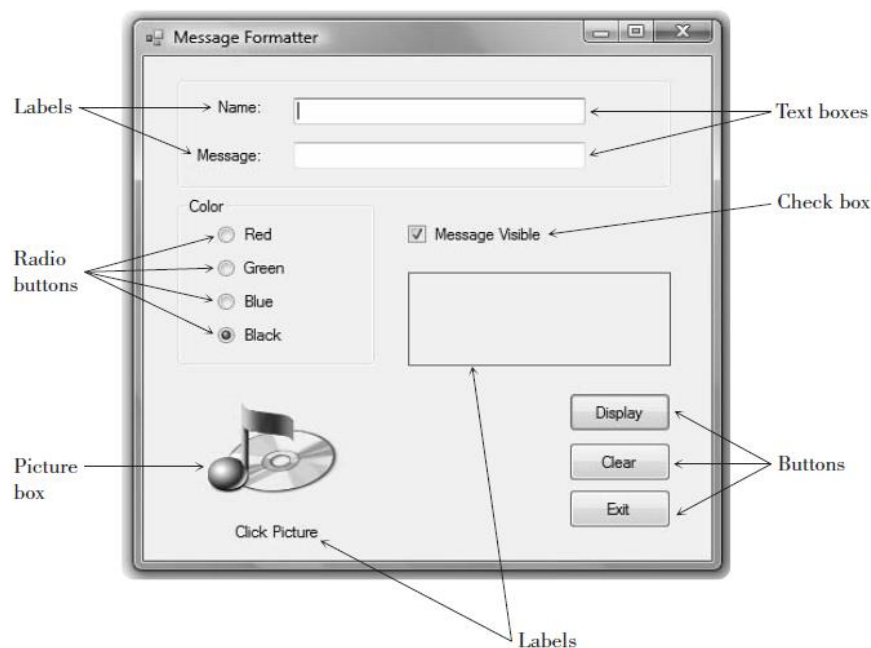 Message Formatter
Labels
Name:
Text boxes
Message:
Check box
Color
Red
Message Visible
Radio
buttons
Green
Blue
Black
Display
Picture
box
Clear
Buttons
Exit
Click Picture
Labels